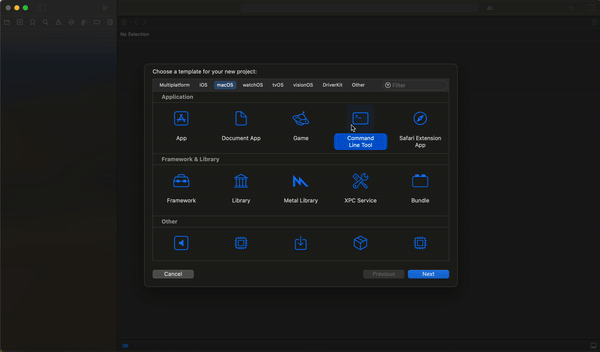 No Selection
Choose a template for your new project:
Multiplatform iOS macOS watchOS tvOS visionOS DriverKit Other Filter
Application
App Document App Game Command Line Tool Safari Extension App
Framework & Library
Framework Library Metal Library XPC Service Bundle
Other
Cancel Previous Next